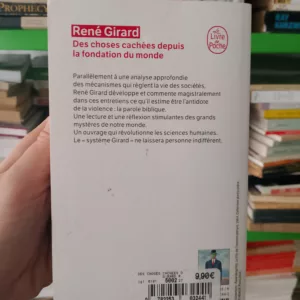 PROPHECY
René Girard
Des choses cachées depuis
la fondation du monde
Le
Livre
de
Poche
Parallèlement à une analyse approfondie
des mécanismes qui règlent la vie des sociétés,
René Girard développe et commente magistralement
dans ces entretiens ce qu'il estime être l'antidote
de la violence : la parole biblique.
Une lecture et une réflexion stimulantes des grands
mystères de notre monde.
Un ouvrage qui révolutionne les sciences humaines.
Le « système Girard » ne laissera personne indifférent.
9,90€